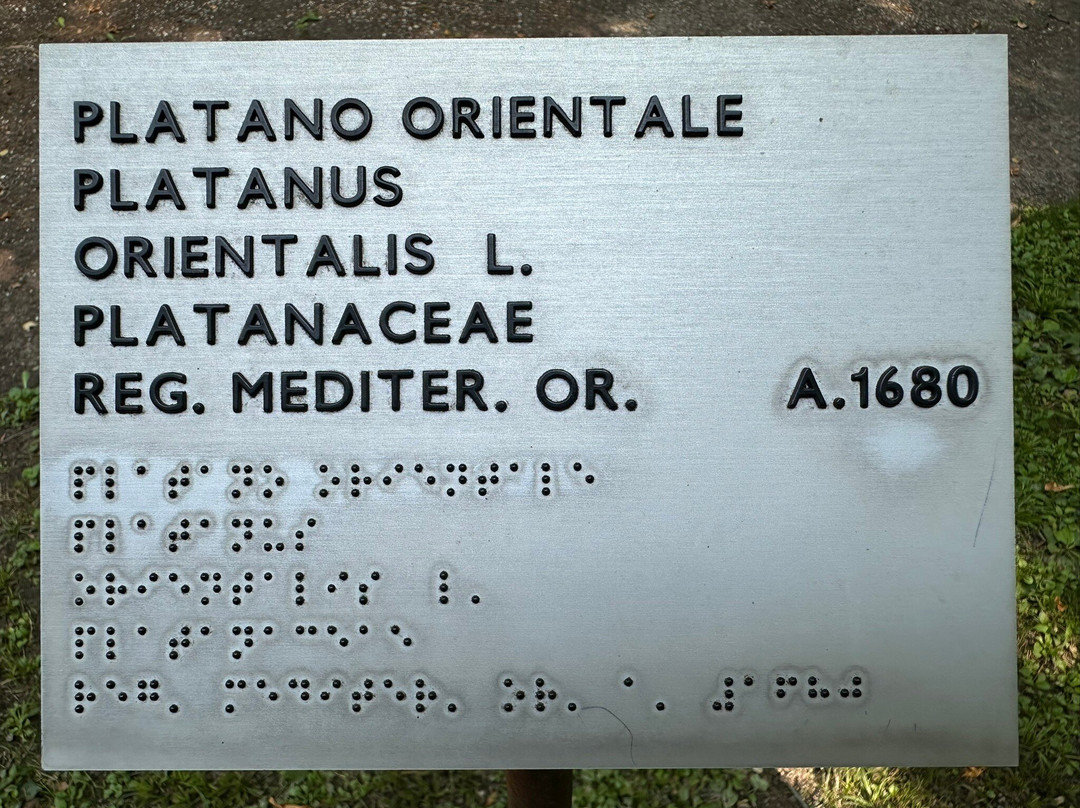 PLATANO ORIENTALE
PLATANUS
ORIENTALIS L.
PLATANACEAE
REG. MEDITER. OR. A.1680
⠏⠇⠁⠞⠁⠝⠕ ⠕⠗⠊⠑⠝⠞⠁⠇⠑
⠏⠇⠁⠞⠁⠝⠥⠎
⠕⠗⠊⠑⠝⠞⠁⠇⠊⠎ ⠇⠄
⠏⠇⠁⠞⠁⠝⠁⠉⠑⠁⠑
⠗⠑⠛⠄ ⠍⠑⠙⠊⠞⠑⠗⠄ ⠕⠗⠄ ⠁⠄ ⠼⠁⠋⠓⠚